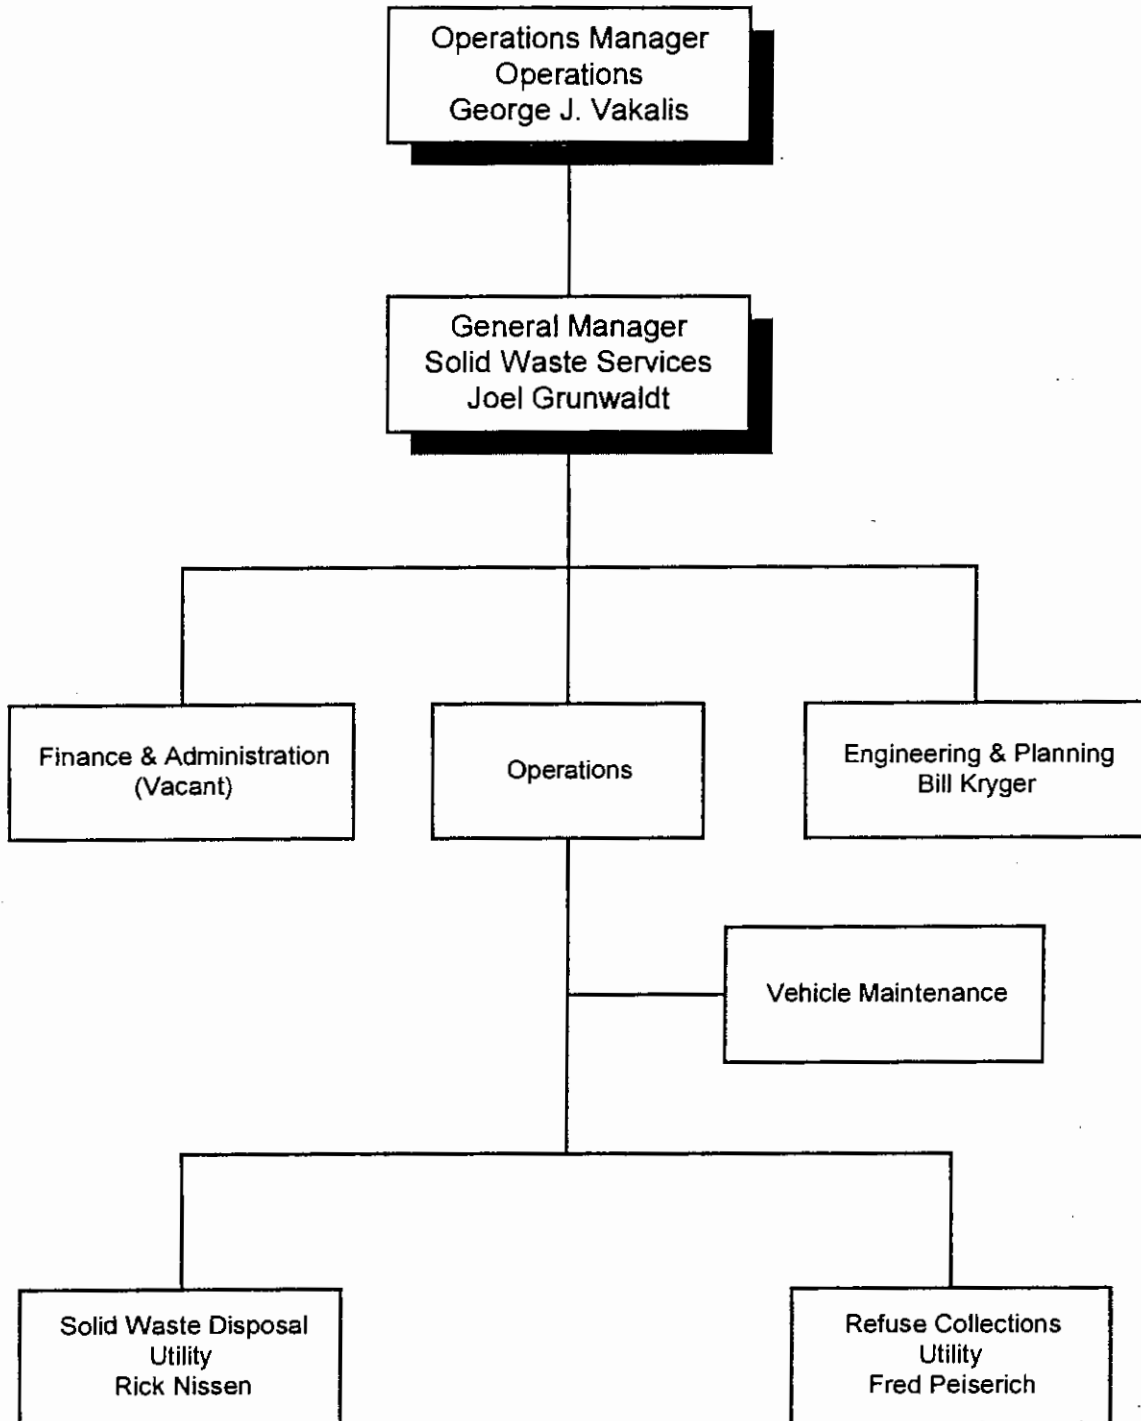 Operations Manager
Operations
George J. Vakalis
General Manager
Solid Waste Services
Joel Grunwaldt
Finance & Administration
(Vacant)
Operations
Engineering & Planning
Bill Kryger
Vehicle Maintenance
Solid Waste Disposal
Utility
Rick Nissen
Refuse Collections
Utility
Fred Peiserich